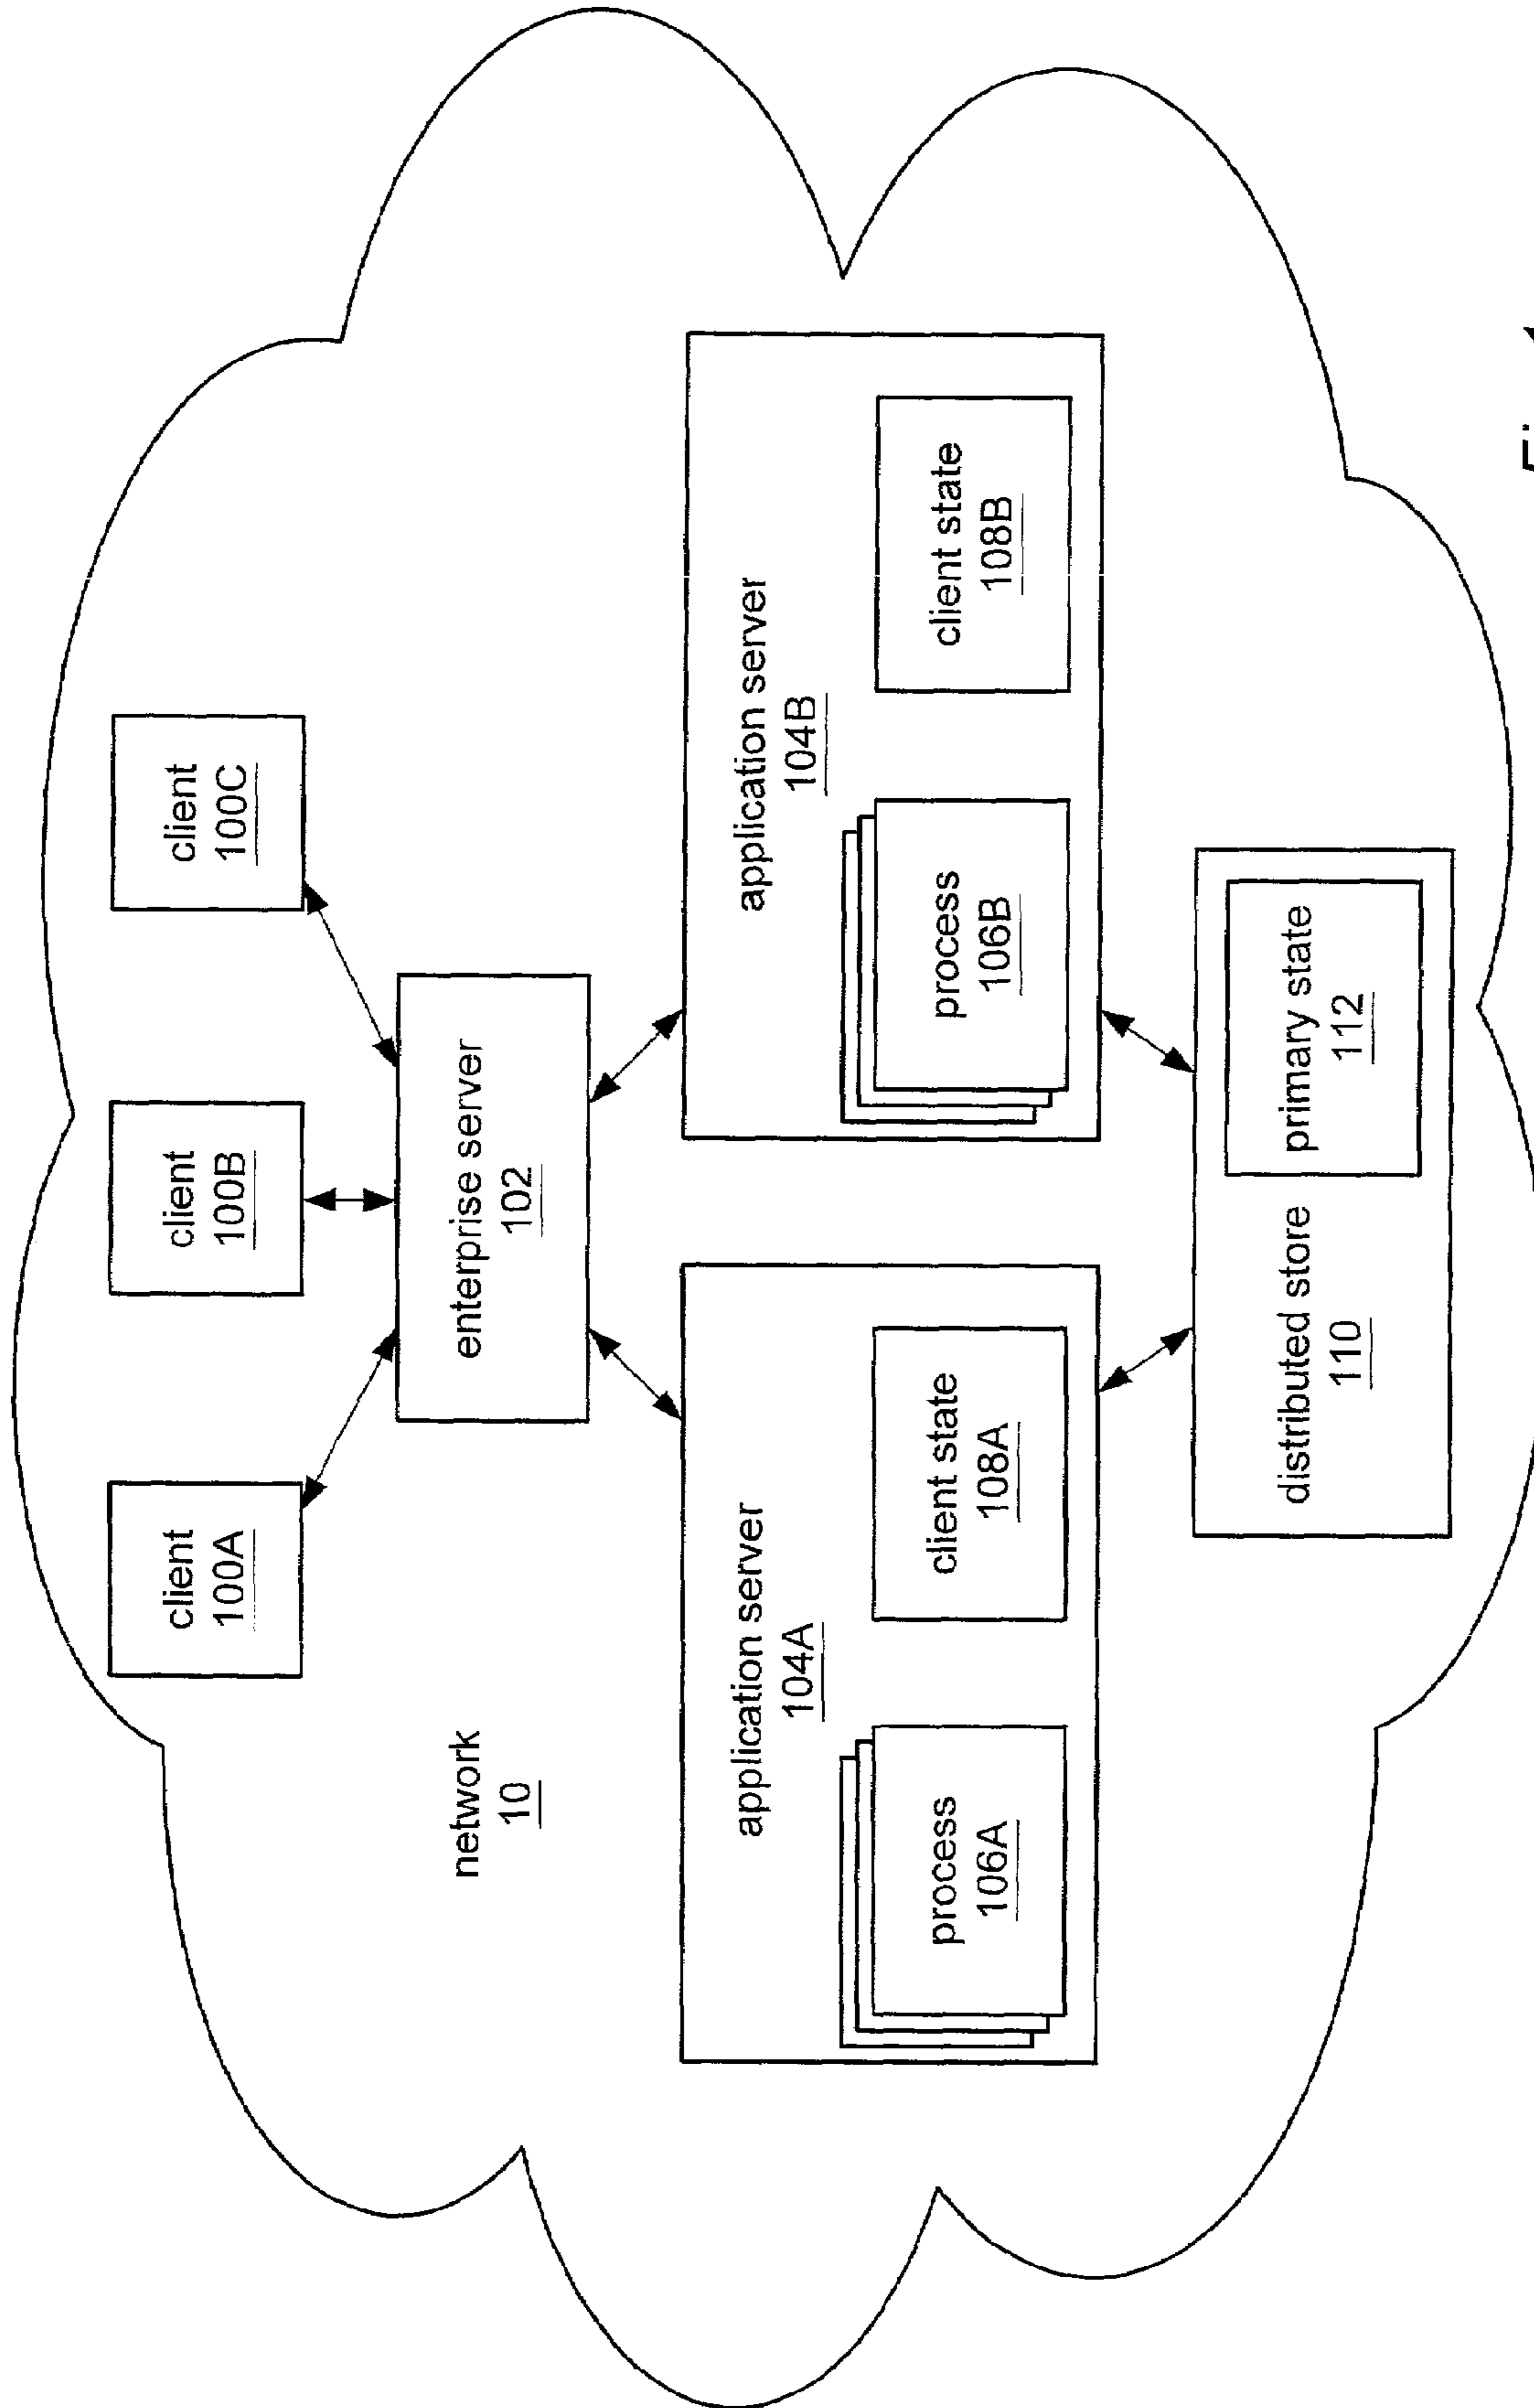 client
100A
client
100B
client
100C
network
10
enterprise server
102
application server
104A
process
106A
client state
108A
application server
104B
process
106B
client state
108B
distributed store
110
primary state
112